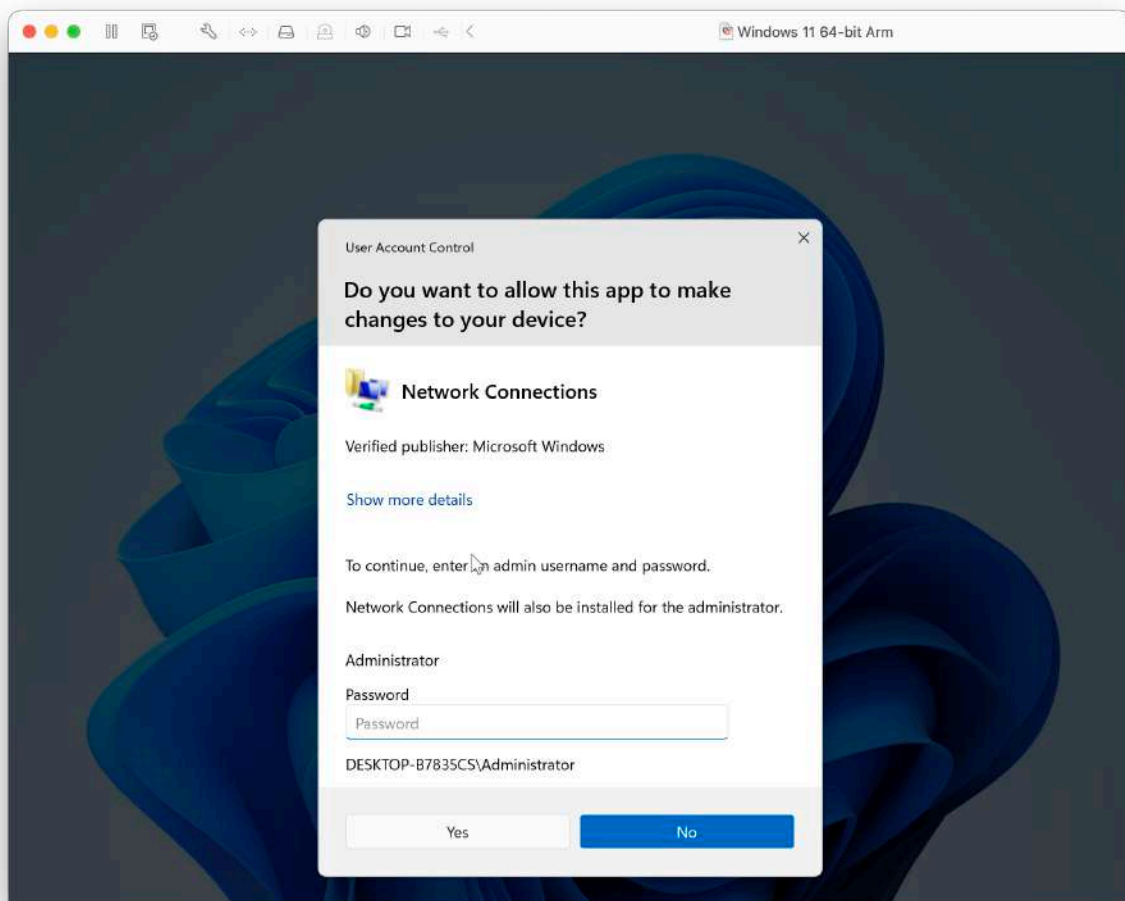 Windows 11 64-bit Arm
User Account Control
Do you want to allow this app to make
changes to your device?
Network Connections
Verified publisher: Microsoft Windows
Show more details
To continue, enter an admin username and password.
Network Connections will also be installed for the administrator.
Administrator
Password
Password
DESKTOP-B7835CS\Administrator
Yes
No